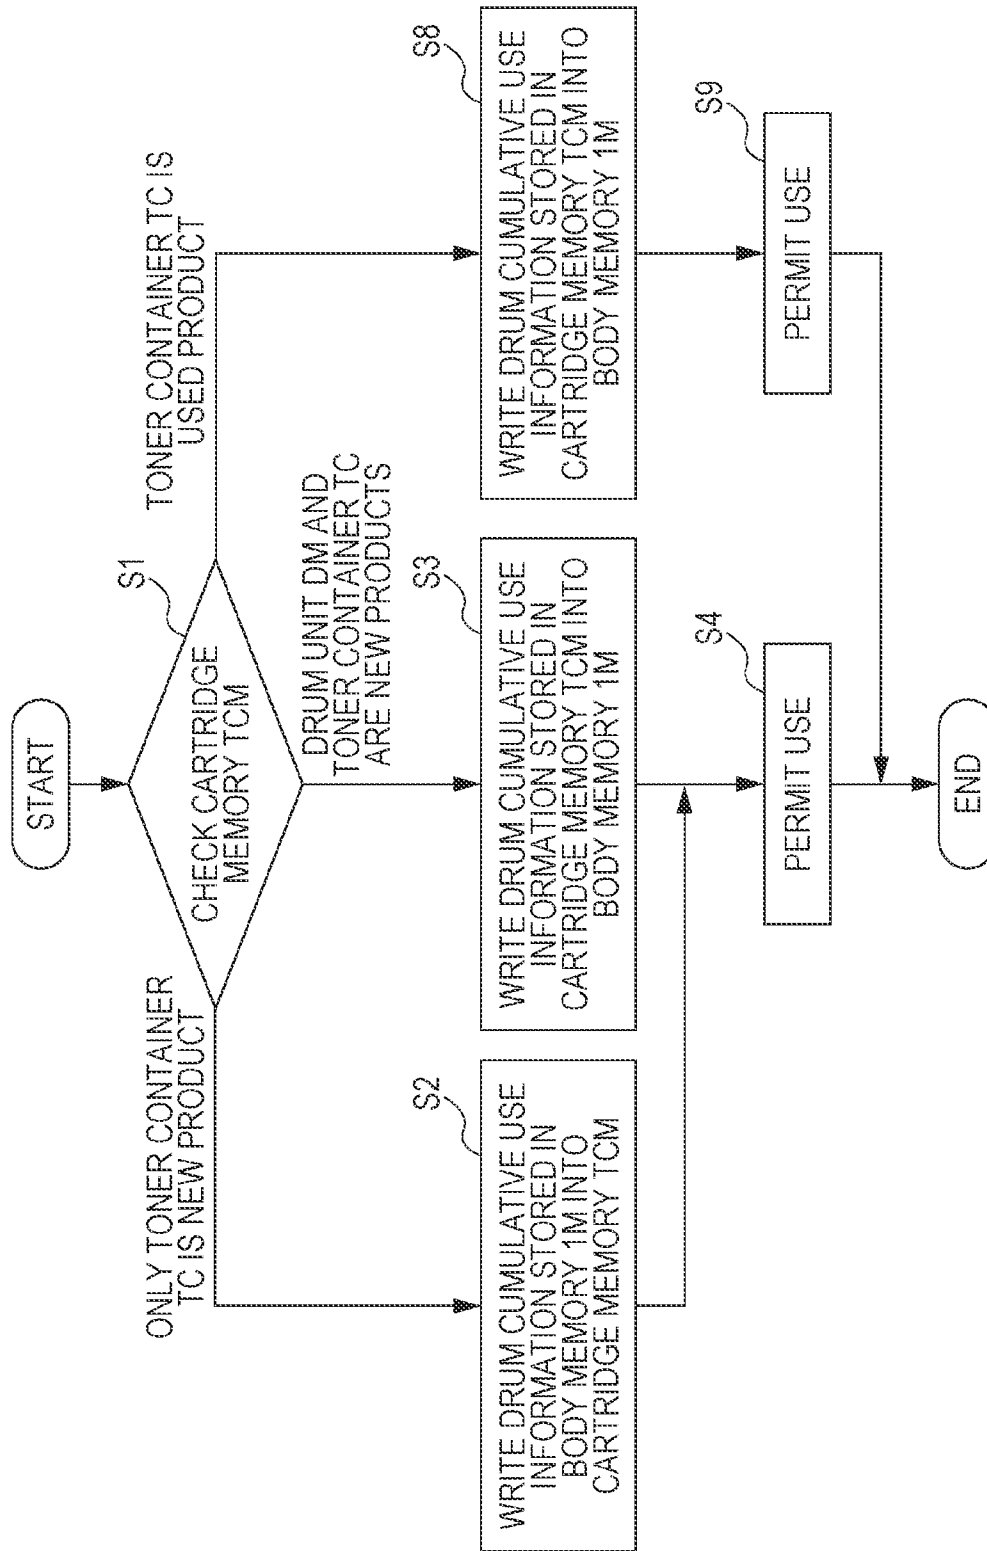 START
S1
CHECK CARTRIDGE
MEMORY TCM
ONLY TONER CONTAINER
TC IS NEW PRODUCT
DRUM UNIT DM AND
TONER CONTAINER TC
ARE NEW PRODUCTS
TONER CONTAINER TC IS
USED PRODUCT
S2
WRITE DRUM CUMULATIVE USE
INFORMATION STORED IN
BODY MEMORY 1M INTO
CARTRIDGE MEMORY TCM
S3
WRITE DRUM CUMULATIVE USE
INFORMATION STORED IN
CARTRIDGE MEMORY TCM INTO
BODY MEMORY 1M
S8
WRITE DRUM CUMULATIVE USE
INFORMATION STORED IN
CARTRIDGE MEMORY TCM INTO
BODY MEMORY 1M
S4
PERMIT USE
S9
PERMIT USE
END